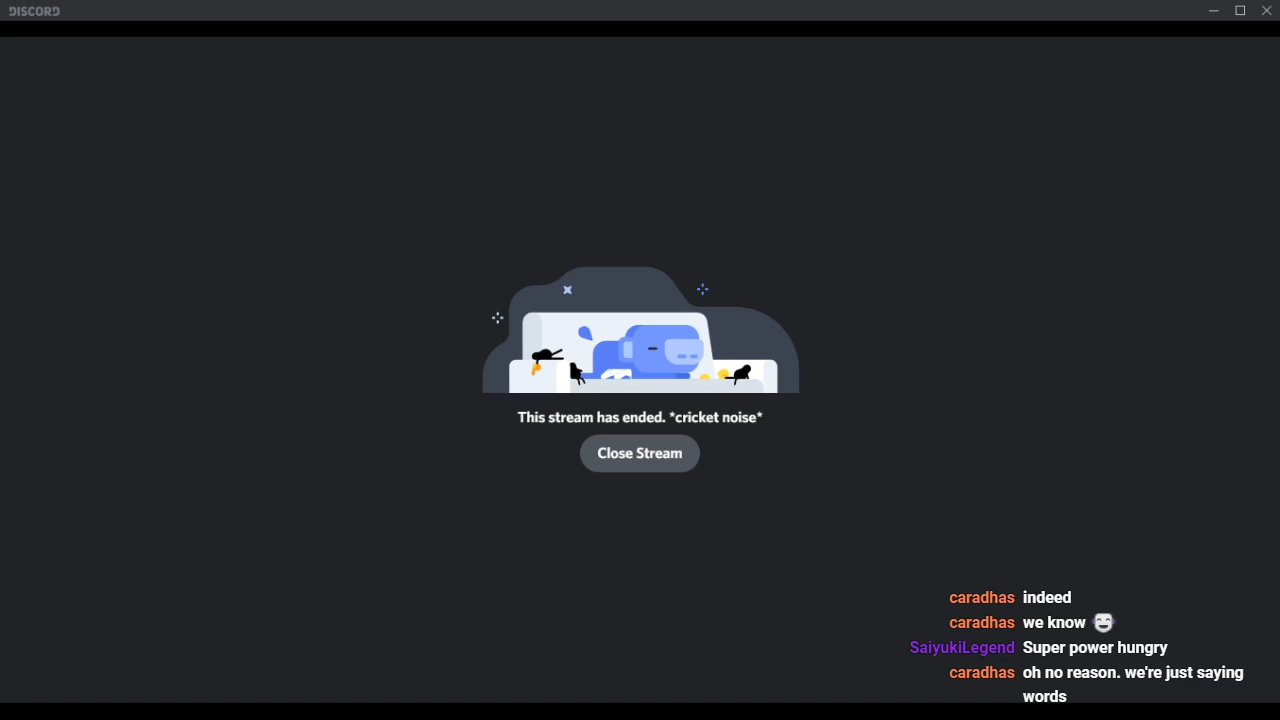 DISCORD
This stream has ended. *cricket noise*
Close Stream
caradhas indeed
caradhas we know
SaiyukiLegend Super power hungry
caradhas oh no reason. we're just saying
words